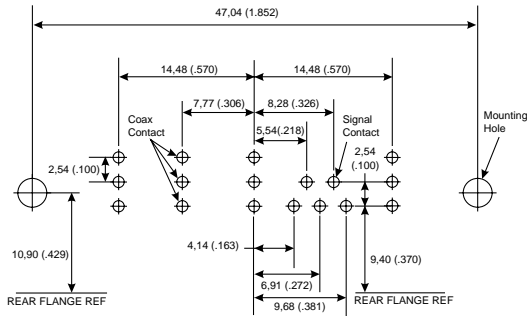 47,04 (1.852)
14,48 (.570)
14,48 (.570)
7,77 (.306)
8,28 (.326)
Coax
Contact
5,54(.218)
Signal
Contact
Mounting
Hole
2,54 (.100)
2,54
(.100)
10,90 (.429)
4,14 (.163)
9,40 (.370)
6,91 (.272)
REAR FLANGE REF
REAR FLANGE REF
9,68 (.381)